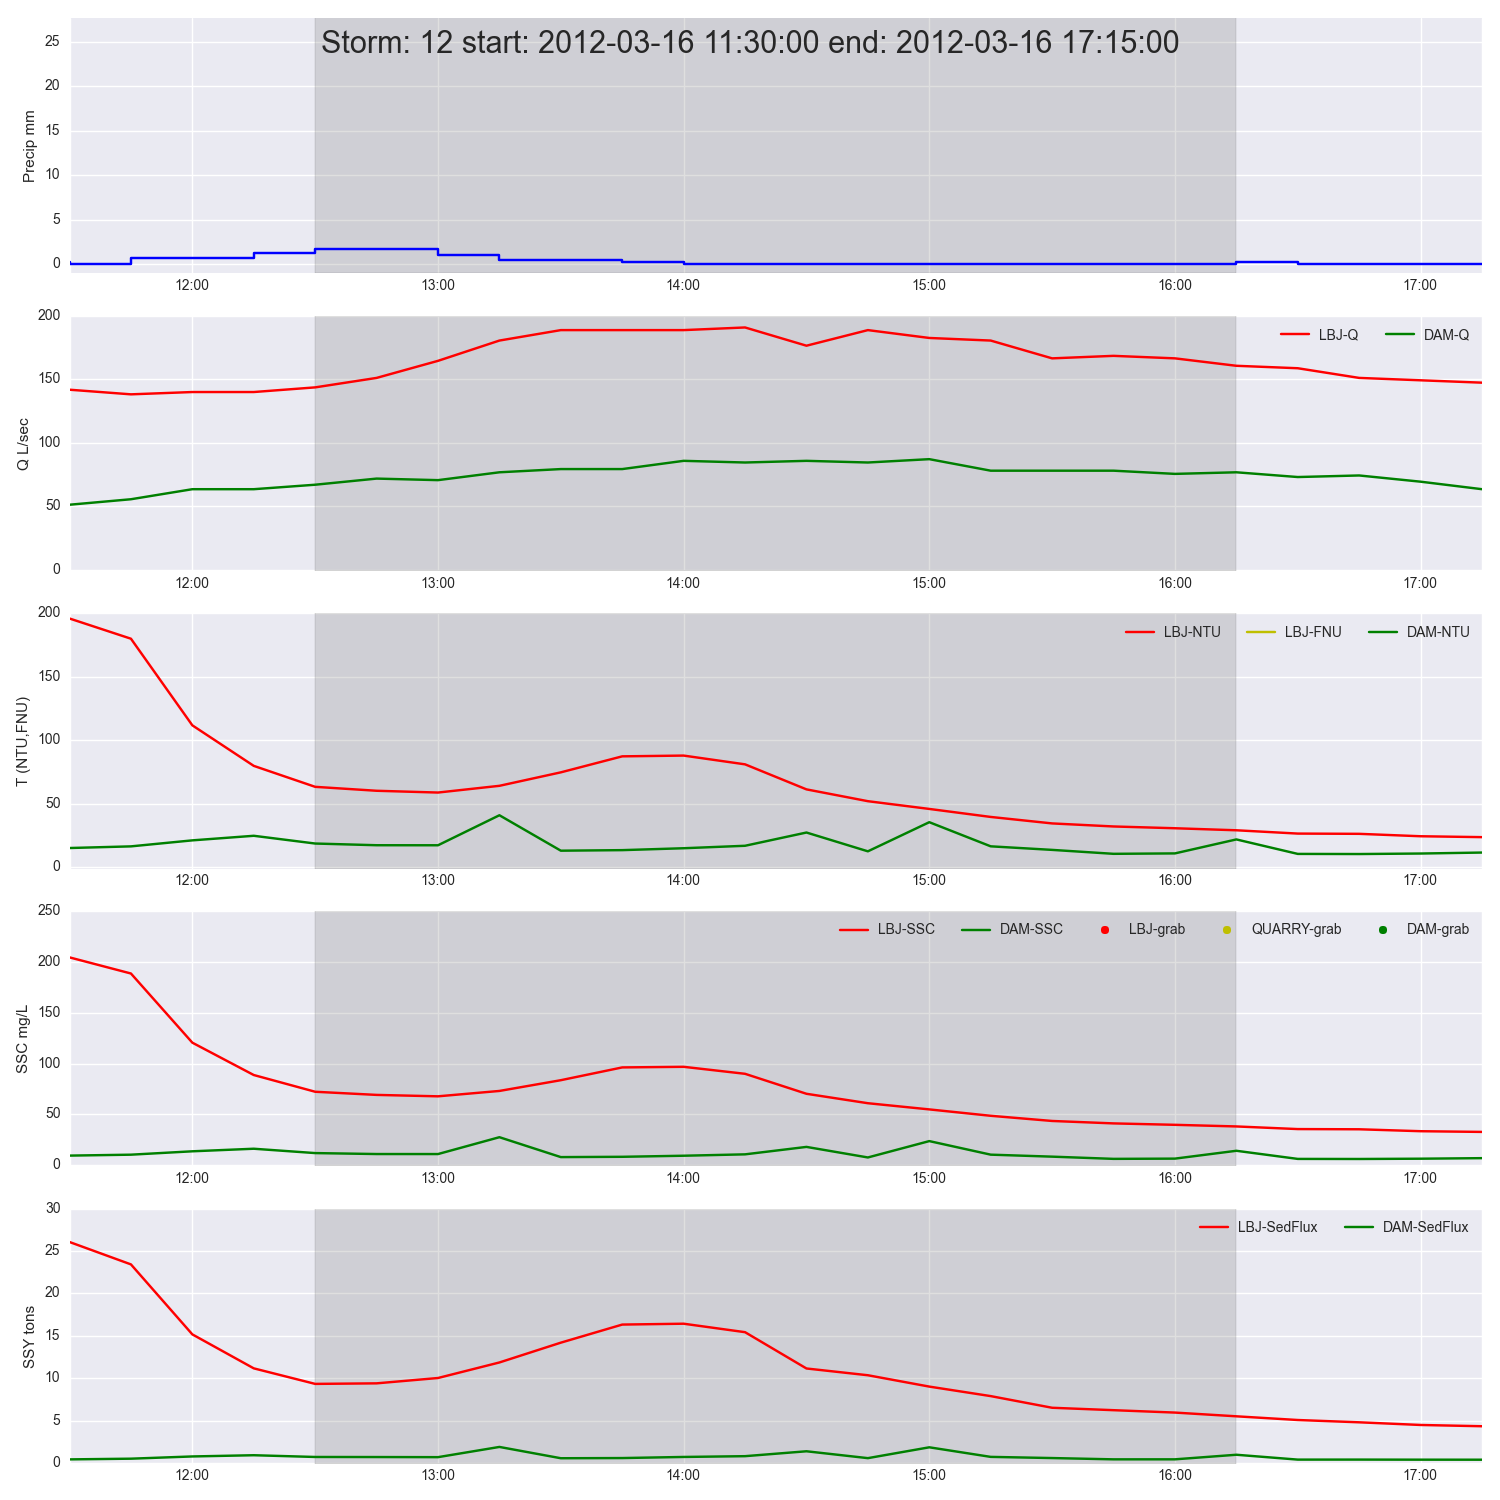 Storm: 12 start: 2012-03-16 11:30:00 end: 2012-03-16 17:15:00
Precip mm
25
20
15
10
5
0
12:00 13:00 14:00 15:00 16:00 17:00
LBJ-Q DAM-Q
Q L/sec
200
150
100
50
0
12:00 13:00 14:00 15:00 16:00 17:00
LBJ-NTU LBJ-FNU DAM-NTU
T (NTU,FNU)
200
150
100
50
0
12:00 13:00 14:00 15:00 16:00 17:00
LBJ-SSC DAM-SSC LBJ-grab QUARRY-grab DAM-grab
SSC mg/L
250
200
150
100
50
0
12:00 13:00 14:00 15:00 16:00 17:00
LBJ-SedFlux DAM-SedFlux
SSY tons
30
25
20
15
10
5
0
12:00 13:00 14:00 15:00 16:00 17:00